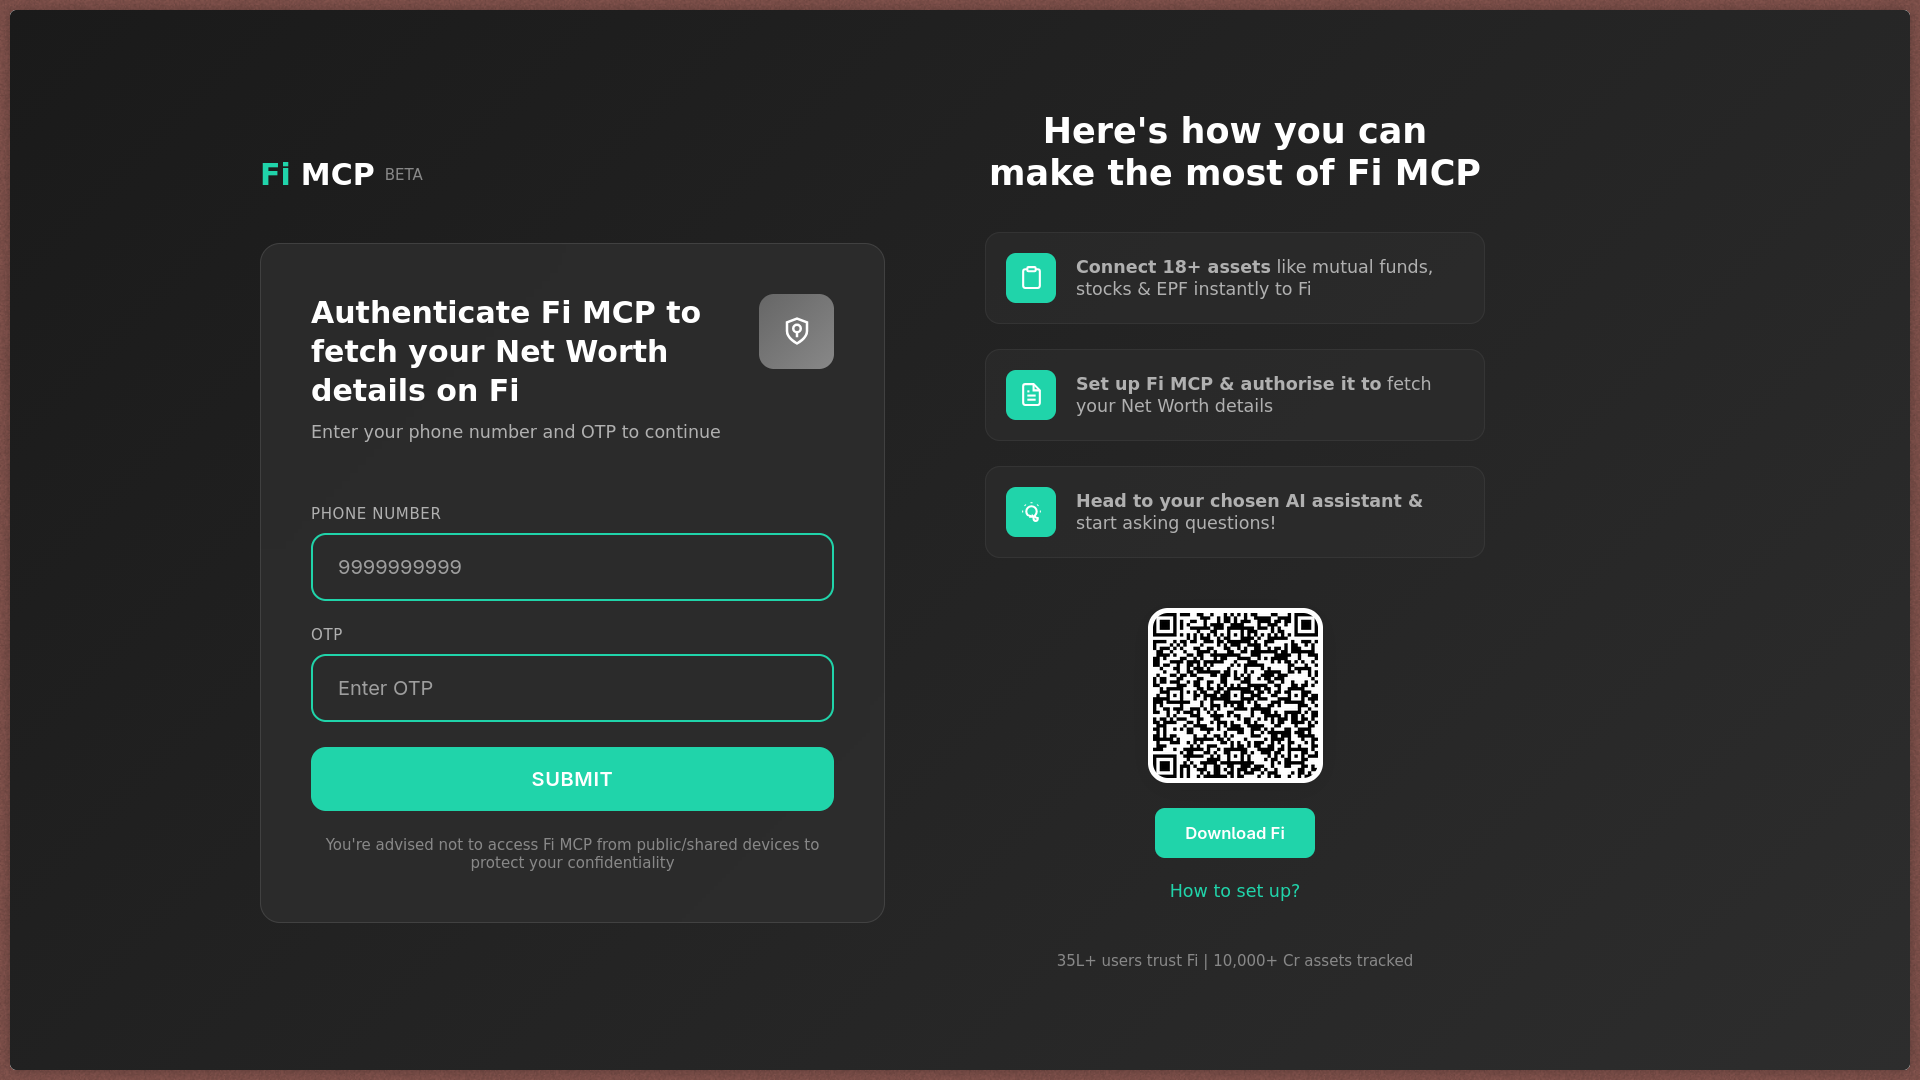 Fi MCP BETA
Authenticate Fi MCP to
fetch your Net Worth
details on Fi
Enter your phone number and OTP to continue
PHONE NUMBER
9999999999
OTP
Enter OTP
SUBMIT
You're advised not to access Fi MCP from public/shared devices to
protect your confidentiality
Here's how you can
make the most of Fi MCP
Connect 18+ assets like mutual funds,
stocks & EPF instantly to Fi
Set up Fi MCP & authorise it to fetch
your Net Worth details
Head to your chosen AI assistant &
start asking questions!
Download Fi
How to set up?
35L+ users trust Fi | 10,000+ Cr assets tracked